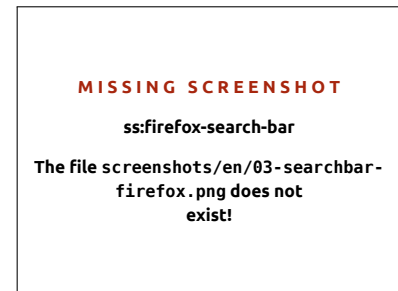 MISSING SCREENSHOT
ss:firefox-search-bar
The file screenshots/en/03-searchbar-
firefox.png does not
exist!